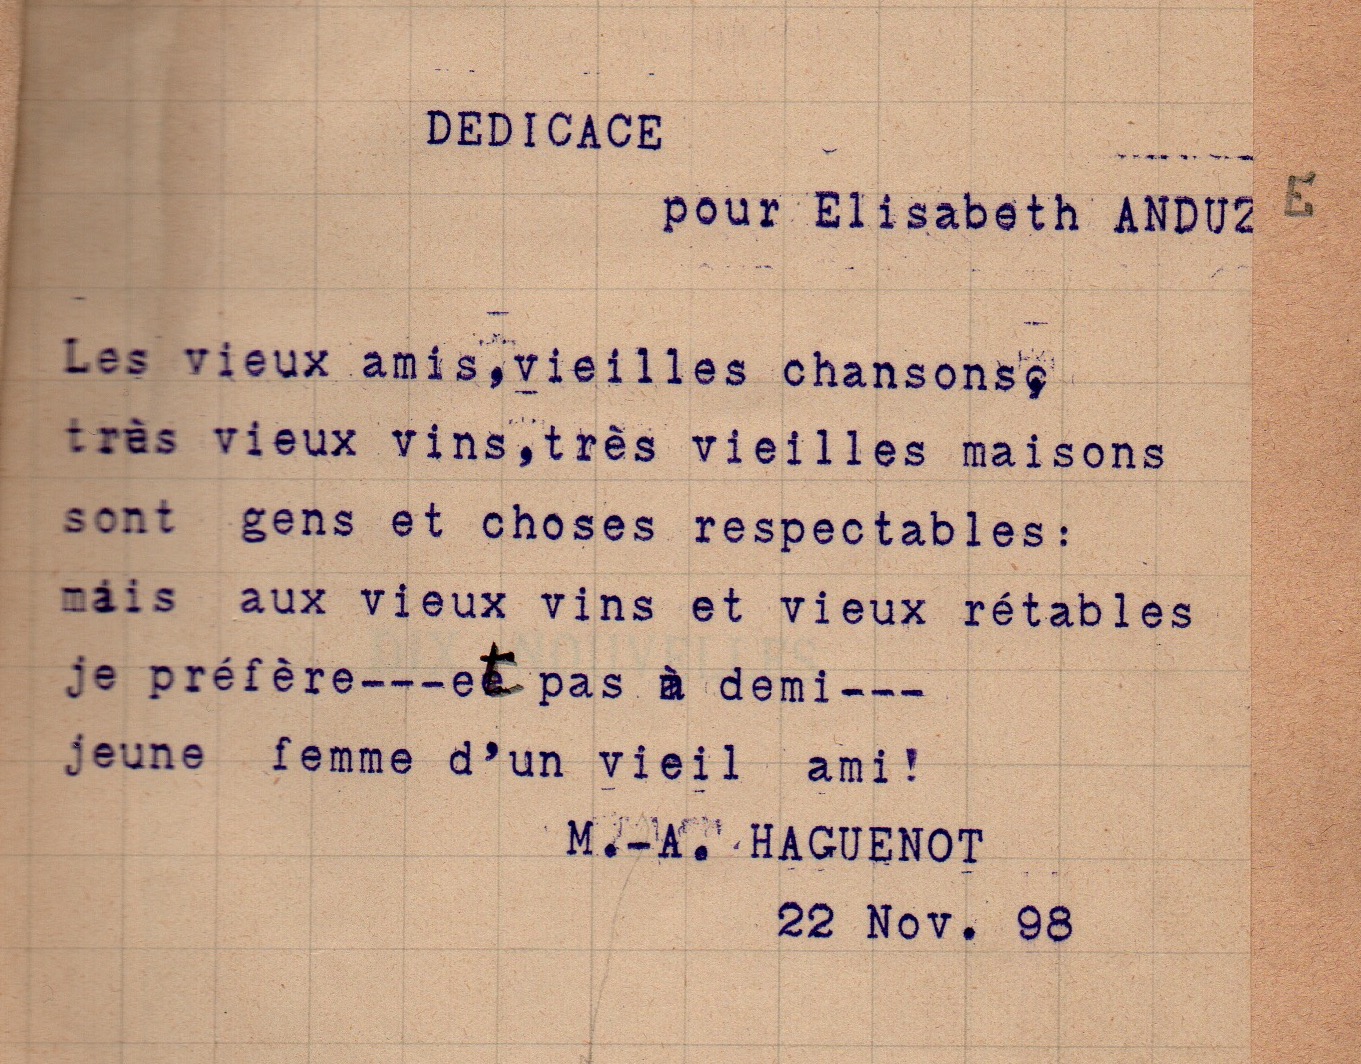 DEDICACE
pour Elisabeth ANDUZE
Les vieux amis,vieilles chansons,
très vieux vins,très vieilles maisons
sont gens et choses respectables:
mais aux vieux vins et vieux rétables
je préfère---et pas à demi---
jeune femme d'un vieil ami!
M.-A. HAGUENOT
22 Nov. 98